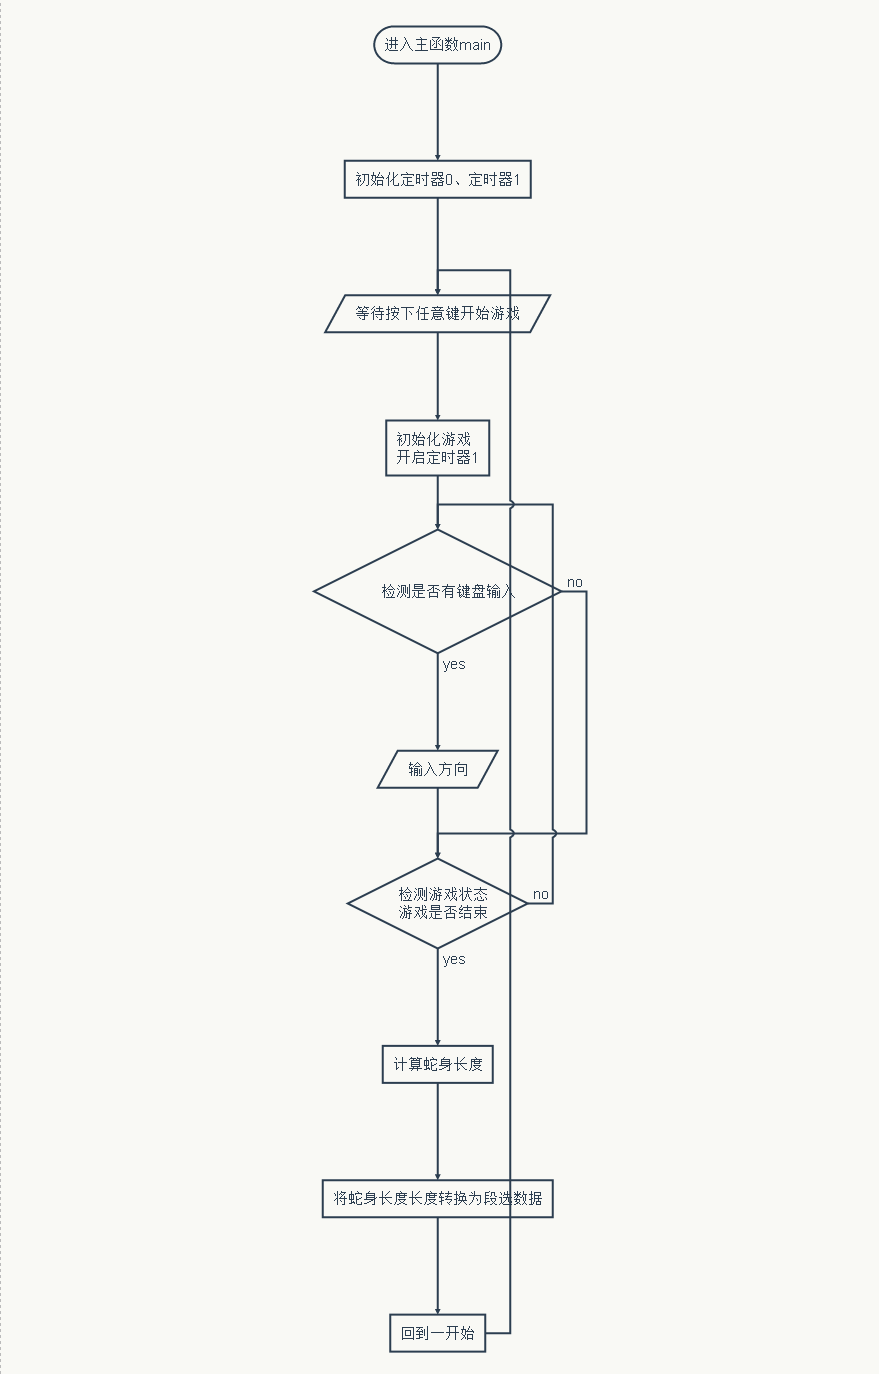 进入主函数main
初始化定时器0、定时器1
等待按下任意键开始游戏
初始化游戏
开启定时器1
检测是否有键盘输入
no
yes
输入方向
检测游戏状态
游戏是否结束
no
yes
计算蛇身长度
将蛇身长度长度转换为段选数据
回到一开始